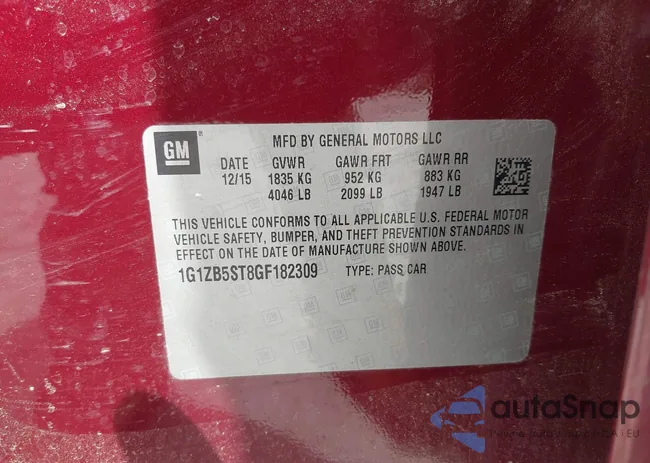 GM
MFD BY GENERAL MOTORS LLC
DATE GVWR GAWR FRT GAWR RR
12/15 1835 KG 952 KG 883 KG
4046 LB 2099 LB 1947 LB
THIS VEHICLE CONFORMS TO ALL APPLICABLE U.S. FEDERAL MOTOR
VEHICLE SAFETY, BUMPER, AND THEFT PREVENTION STANDARDS IN
EFFECT ON THE DATE OF MANUFACTURE SHOWN ABOVE.
1G1ZB5ST8GF182309 TYPE: PASS CAR
autaSnap